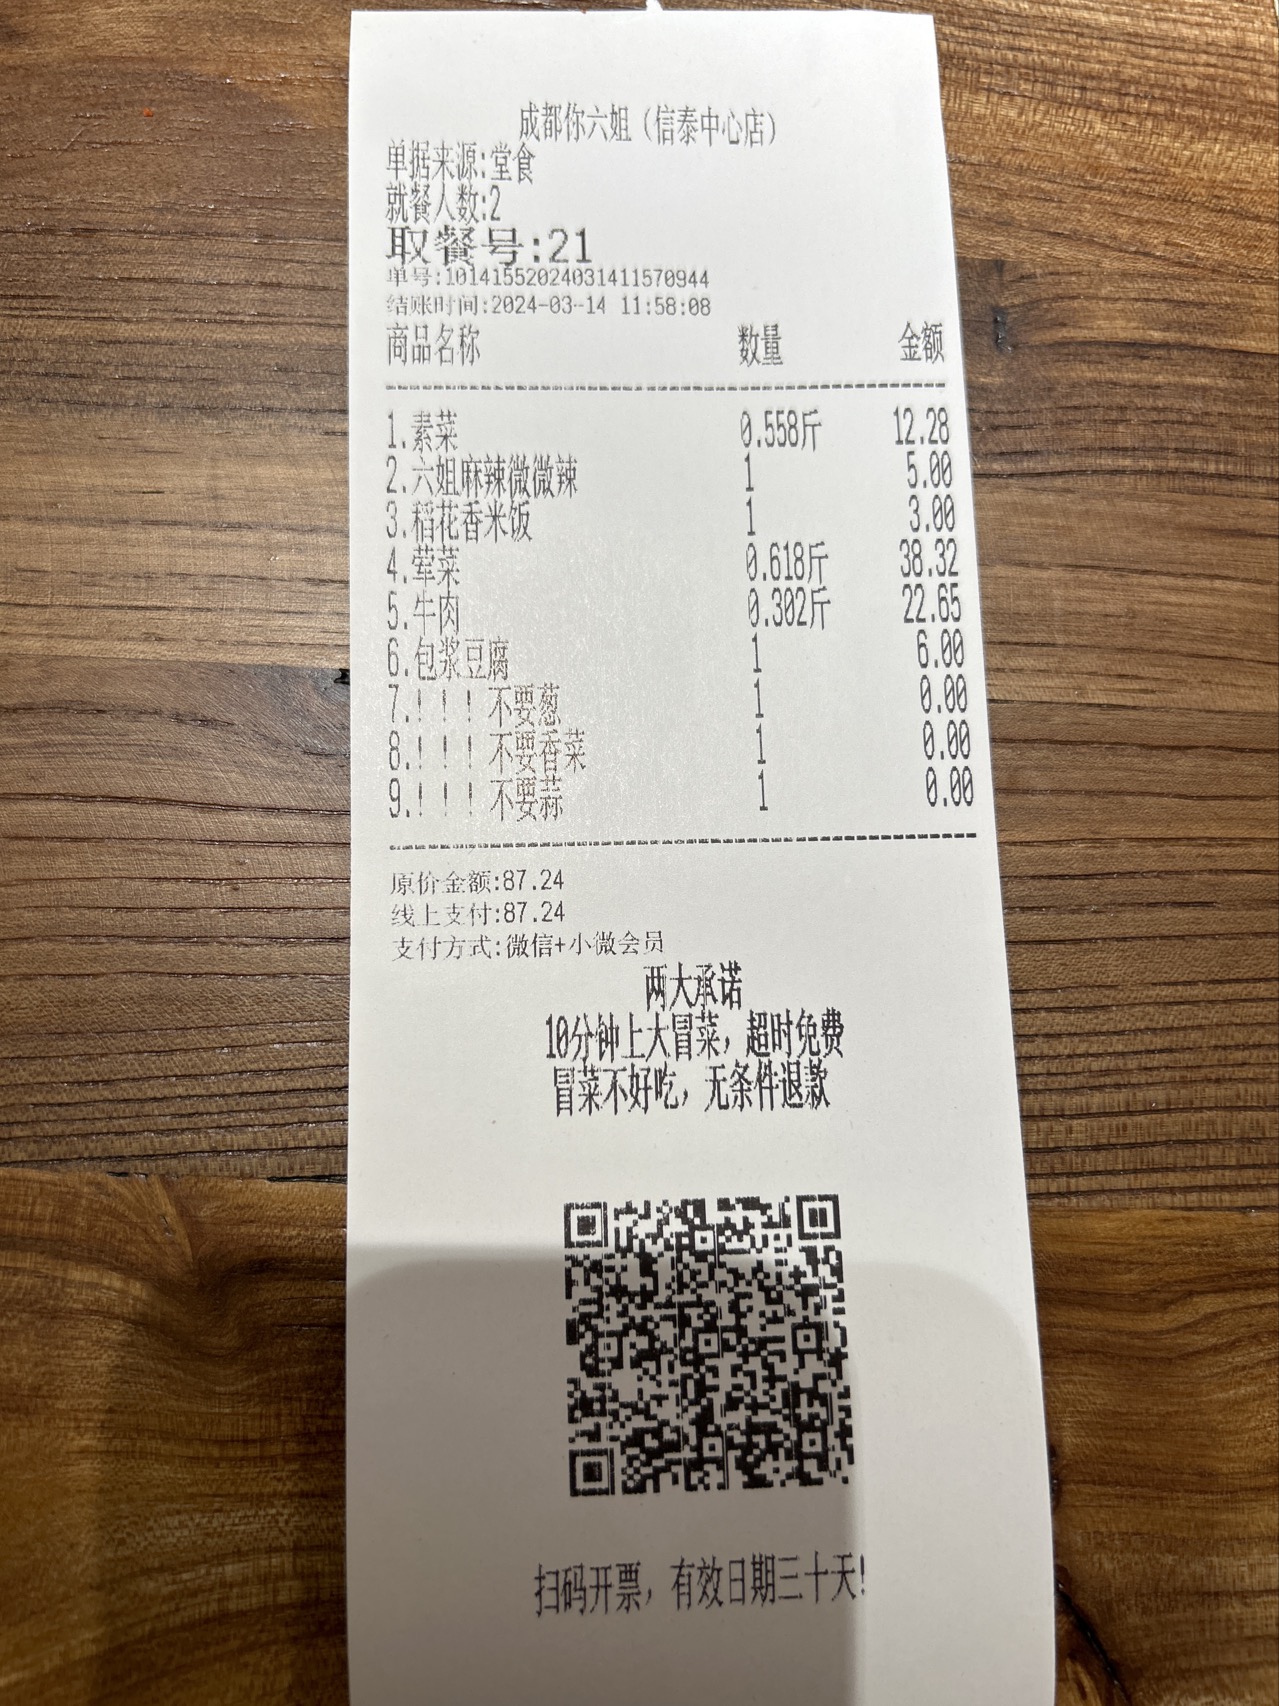 成都你六姐（信泰中心店）
单据来源:堂食
就餐人数:2
取餐号:21
单号:10141552024031411570944
结账时间:2024-03-14 11:58:08
商品名称 数量 金额
1.素菜 0.558斤 12.28
2.六姐麻辣微微辣 1 5.00
3.稻花香米饭 1 3.00
4.荤菜 0.618斤 38.32
5.牛肉 0.302斤 22.65
6.包浆豆腐 1 6.00
7.！！！不要葱 1 0.00
8.！！！不要香菜 1 0.00
9.！！！不要蒜 1 0.00
原价金额:87.24
线上支付:87.24
支付方式:微信+小微会员
两大承诺
10分钟上大冒菜，超时免费
冒菜不好吃，无条件退款
扫码开票，有效日期三十天!